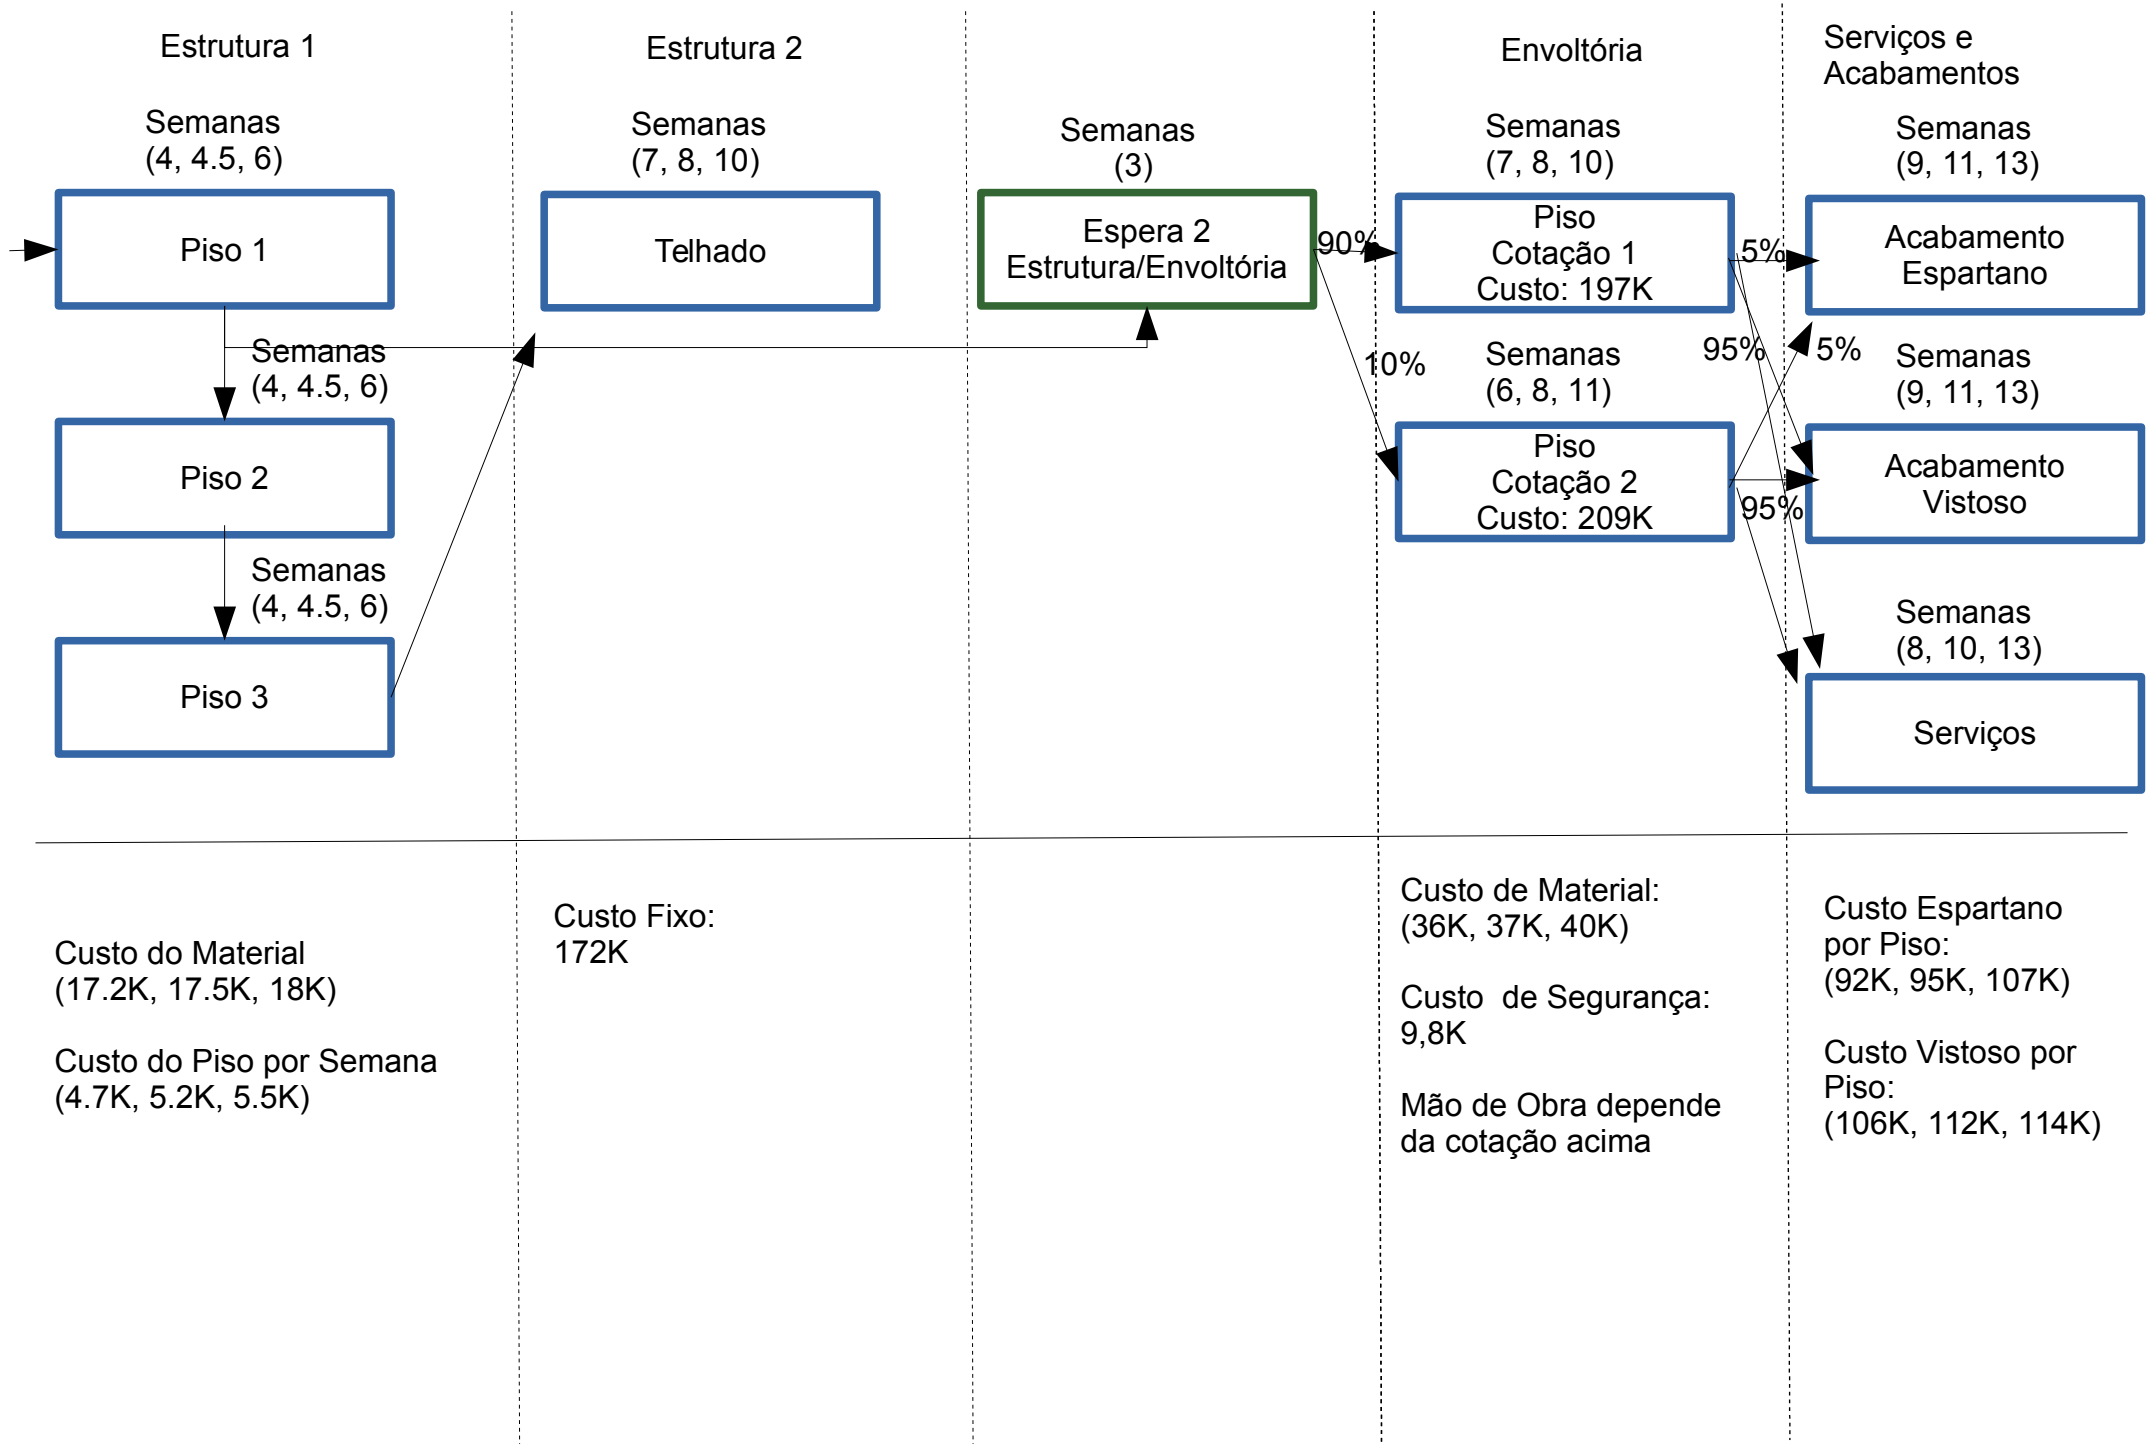 Estrutura 1
Semanas
(4, 4.5, 6)
Piso 1
Semanas
(4, 4.5, 6)
Piso 2
Semanas
(4, 4.5, 6)
Piso 3
Custo do Material
(17.2K, 17.5K, 18K)
Custo do Piso por Semana
(4.7K, 5.2K, 5.5K)
Estrutura 2
Semanas
(7, 8, 10)
Telhado
Custo Fixo:
172K
Semanas
(3)
Espera 2
Estrutura/Envoltória
90%
10%
Envoltória
Semanas
(7, 8, 10)
Piso
Cotação 1
Custo: 197K
Semanas
(6, 8, 11)
Piso
Cotação 2
Custo: 209K
5%
95%
5%
95%
Custo de Material:
(36K, 37K, 40K)
Custo  de Segurança:
9,8K
Mão de Obra depende
da cotação acima
Serviços e
Acabamentos
Semanas
(9, 11, 13)
Acabamento
Espartano
Semanas
(9, 11, 13)
Acabamento
Vistoso
Semanas
(8, 10, 13)
Serviços
Custo Espartano
por Piso:
(92K, 95K, 107K)
Custo Vistoso por
Piso:
(106K, 112K, 114K)